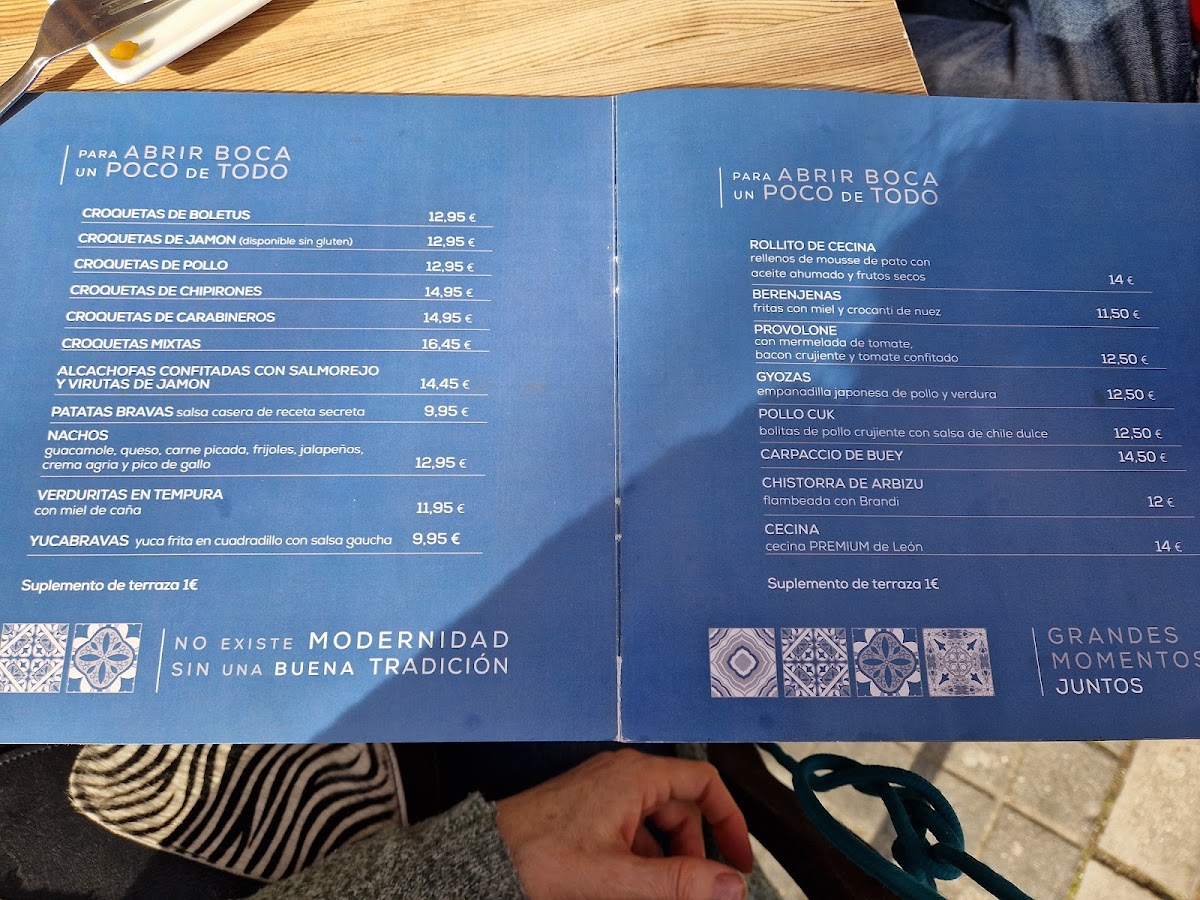 PARA ABRIR BOCA
UN POCO DE TODO
CROQUETAS DE BOLETUS 12,95 €
CROQUETAS DE JAMON (disponible sin gluten) 12,95 €
CROQUETAS DE POLLO 12,95 €
CROQUETAS DE CHIPIRONES 14,95 €
CROQUETAS DE CARABINEROS 14,95 €
CROQUETAS MIXTAS 16,45 €
ALCACHOFAS CONFITADAS CON SALMOREJO
Y VIRUTAS DE JAMON 14,45 €
PATATAS BRAVAS salsa casera de receta secreta 9,95 €
NACHOS
guacamole, queso, carne picada, frijoles, jalapeños,
crema agria y pico de gallo 12,95 €
VERDURITAS EN TEMPURA
con miel de caña 11,95 €
YUCABRAVAS yuca frita en cuadradillo con salsa gaucha 9,95 €
Suplemento de terraza 1€
NO EXISTE MODERNIDAD
SIN UNA BUENA TRADICIÓN
PARA ABRIR BOCA
UN POCO DE TODO
ROLLITO DE CECINA
rellenos de mousse de pato con
aceite ahumado y frutos secos 14 €
BERENJENAS
fritas con miel y crocanti de nuez 11,50 €
PROVOLONE
con mermelada de tomate,
bacon crujiente y tomate confitado 12,50 €
GYOZAS
empanadilla japonesa de pollo y verdura 12,50 €
POLLO CUK
bolitas de pollo crujiente con salsa de chile dulce 12,50 €
CARPACCIO DE BUEY 14,50 €
CHISTORRA DE ARBIZU
flambeada con Brandi 12 €
CECINA
cecina PREMIUM de León 14 €
Suplemento de terraza 1€
GRANDES
MOMENTOS
JUNTOS